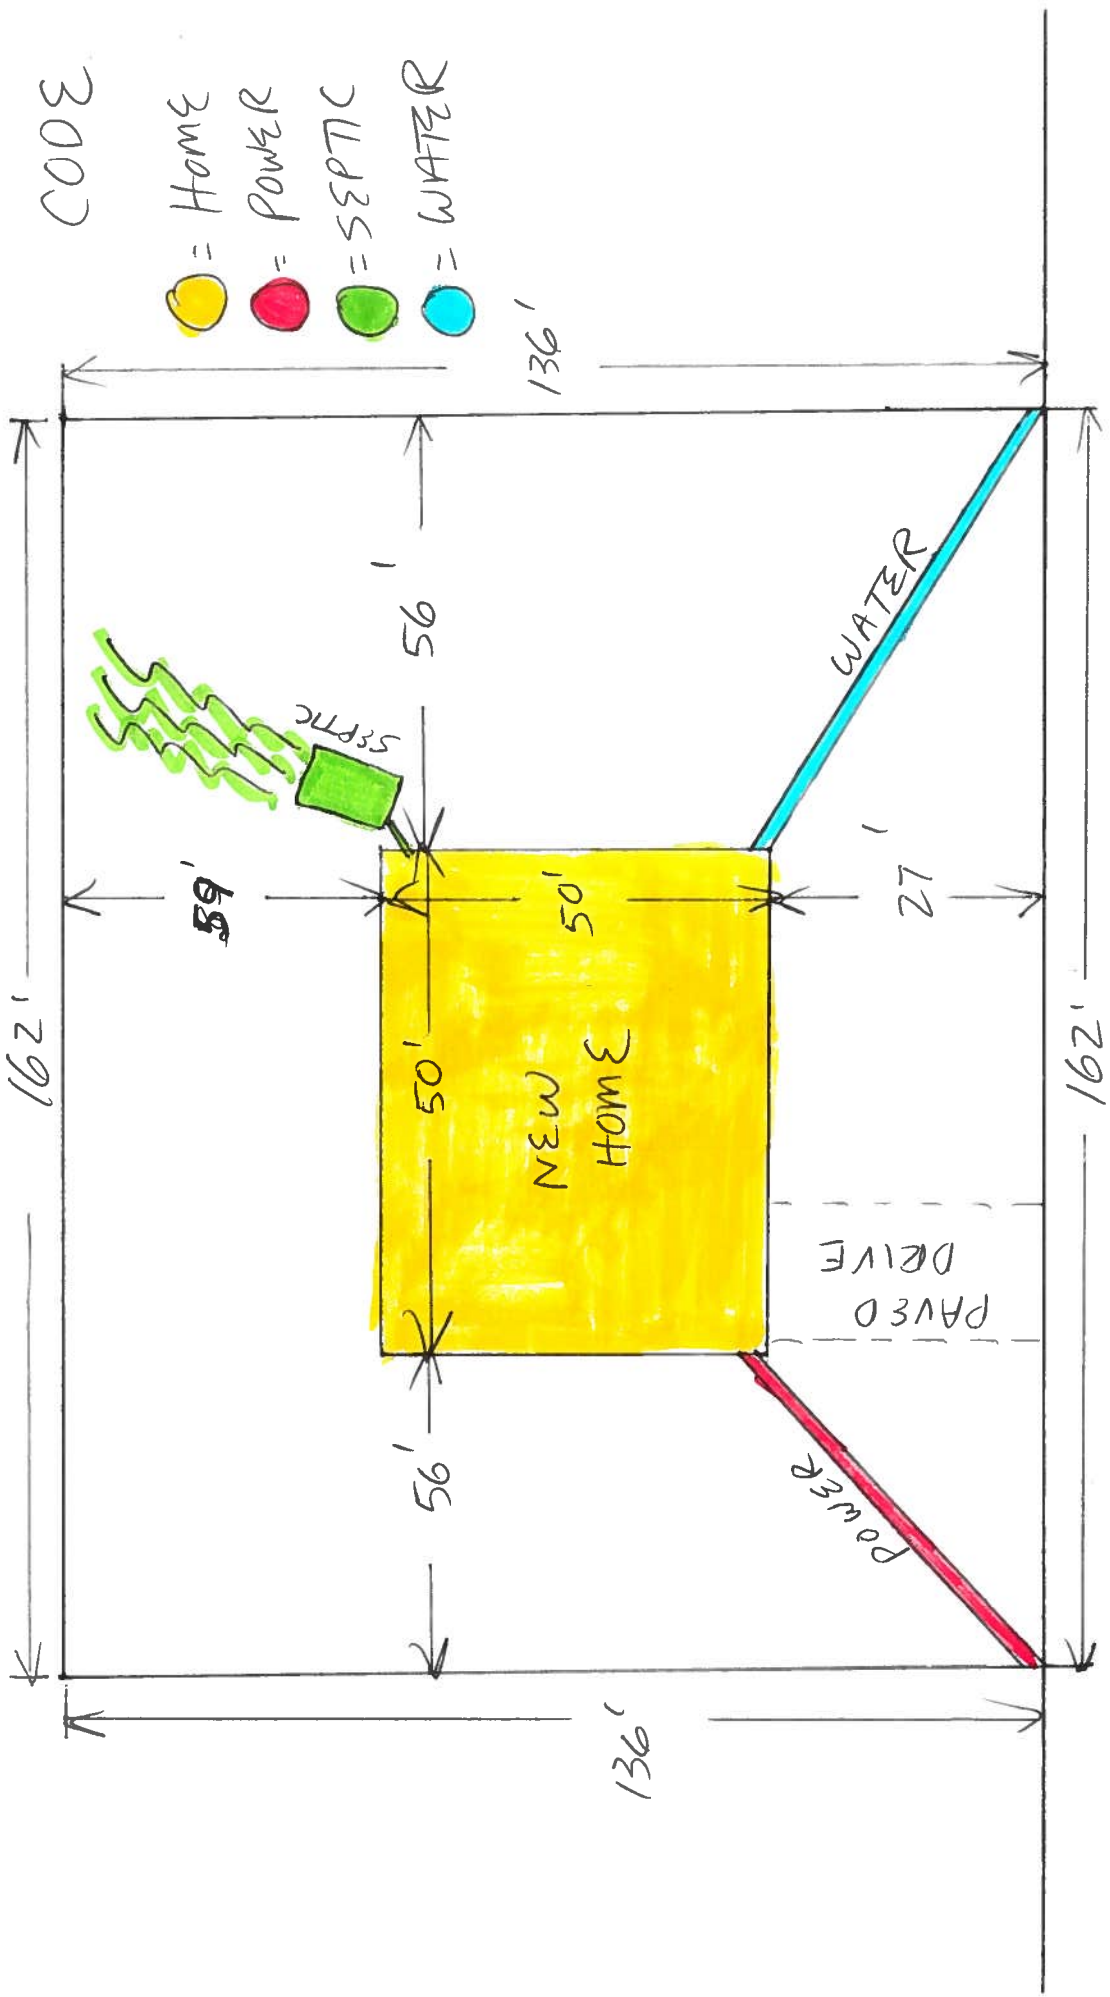 162'
CODE
= HOME
= POWER
= SEPTIC
= WATER
59'
SEPTIC
56'
50'
56'
136'
NEW
HOME
50'
136'
POWER
WATER
27'
PAVED
DRIVE
162'